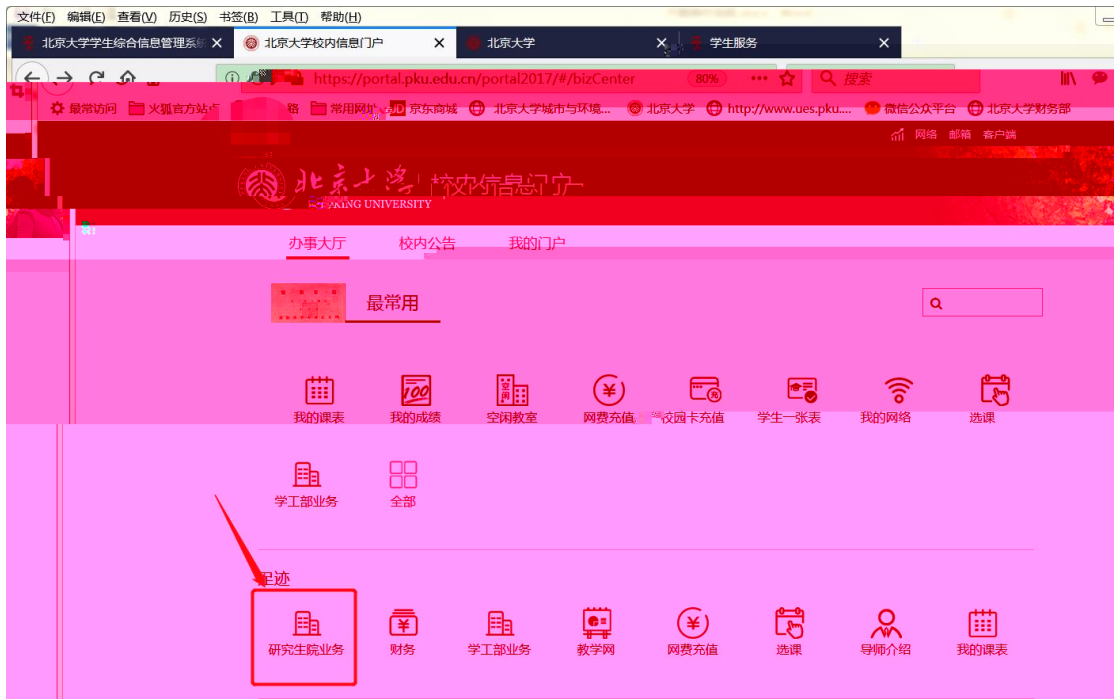 文件(F) 编辑(E) 查看(V) 历史(S) 书签(B) 工具(T) 帮助(H)
北京大学学生综合信息管理系统 北京大学校内信息门户 北京大学 学生服务
https://portal.pku.edu.cn/portal2017/#/bizCenter 80% 搜索
最常访问 火狐官方站点 常用网址 JD 京东商城 北京大学城市与环境... 北京大学 http://www.ues.pku.... 微信公众平台 北京大学财务部
网络 邮箱 客户端
北京大学 校内信息门户
PEKING UNIVERSITY
办事大厅 校内公告 我的门户
最常用
我的课表 我的成绩 空闲教室 网费充值 校园卡充值 学生一张表 我的网络 选课
学工部业务 全部
足迹
研究生院业务 财务 学工部业务 教学网 网费充值 选课 导师介绍 我的课表